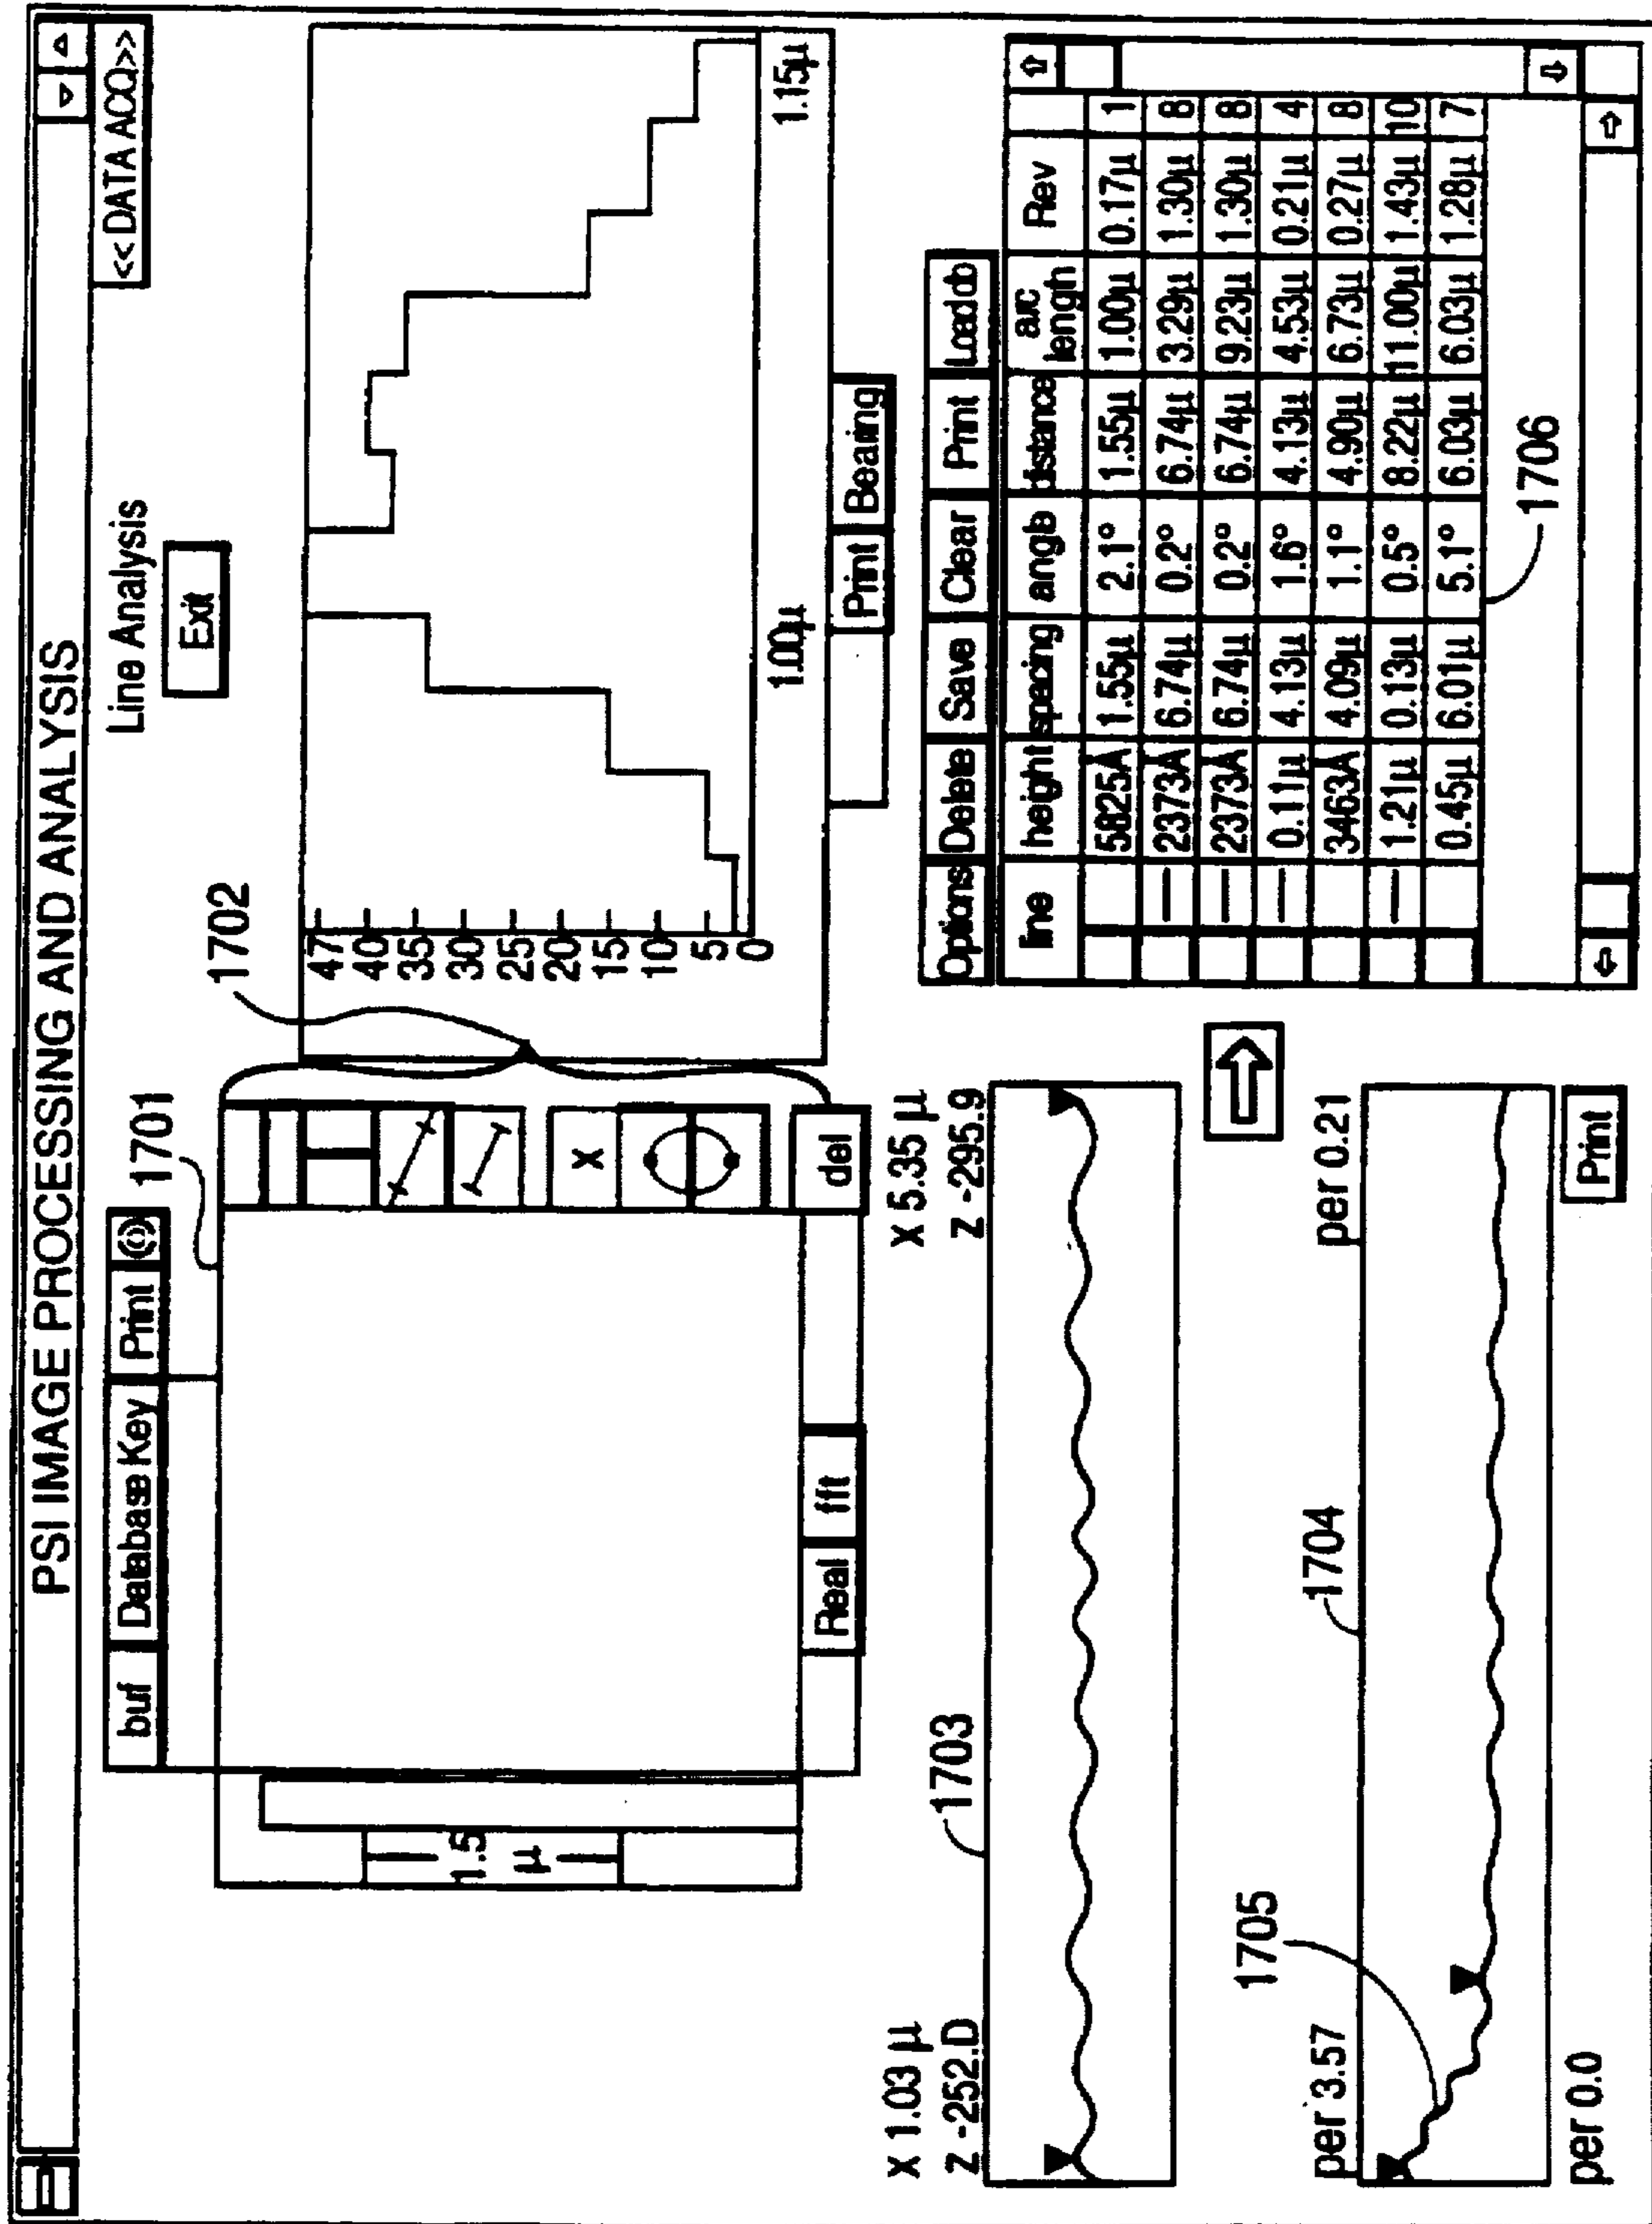 PSI IMAGE PROCESSING AND ANALYSIS
<< DATA ACQ>>
Line Analysis
Exit
buf Database Key Print
1701
1702
1.5
μ
X
del
Real fft
47
40
35
30
25
20
15
10
5
0
1.00μ 1.15μ
Print Bearing
x 1.03 μ
z -252.D
x 5.35 μ
z -295.9
1703
per 3.57
per 0.21
1705
1704
per 0.0
Print
Options Delete Save Clear Print Load db
line height spacing angle distance arc length Rev
5825Å 1.55μ 2.1° 1.55μ 1.00μ 0.17μ 1
2373Å 6.74μ 0.2° 6.74μ 3.29μ 1.30μ 8
2373Å 6.74μ 0.2° 6.74μ 9.23μ 1.30μ 8
0.11μ 4.13μ 1.6° 4.13μ 4.53μ 0.21μ 4
3463Å 4.09μ 1.1° 4.90μ 6.73μ 0.27μ 8
1.21μ 0.13μ 0.5° 8.22μ 11.00μ 1.43μ 10
0.45μ 6.01μ 5.1° 6.03μ 6.03μ 1.28μ 7
1706